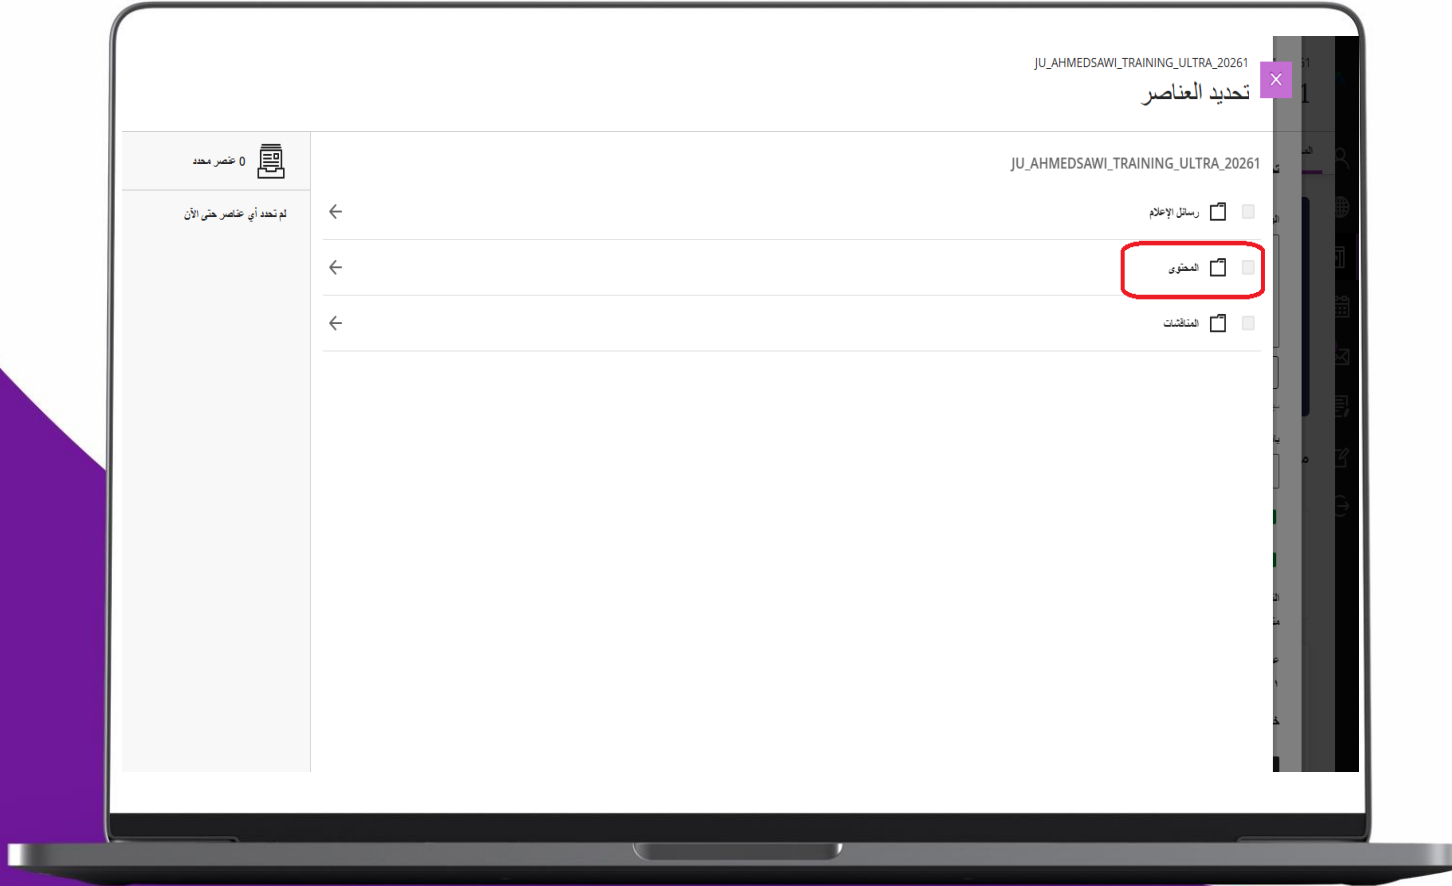 JU_AHMEDSAWI_TRAINING_ULTRA_20261
تحديد العناصر
JU_AHMEDSAWI_TRAINING_ULTRA_20261
رسائل الإعلام
المحتوى
المناقشات
0 عنصر محدد
لم تحدد أي عناصر حتى الآن